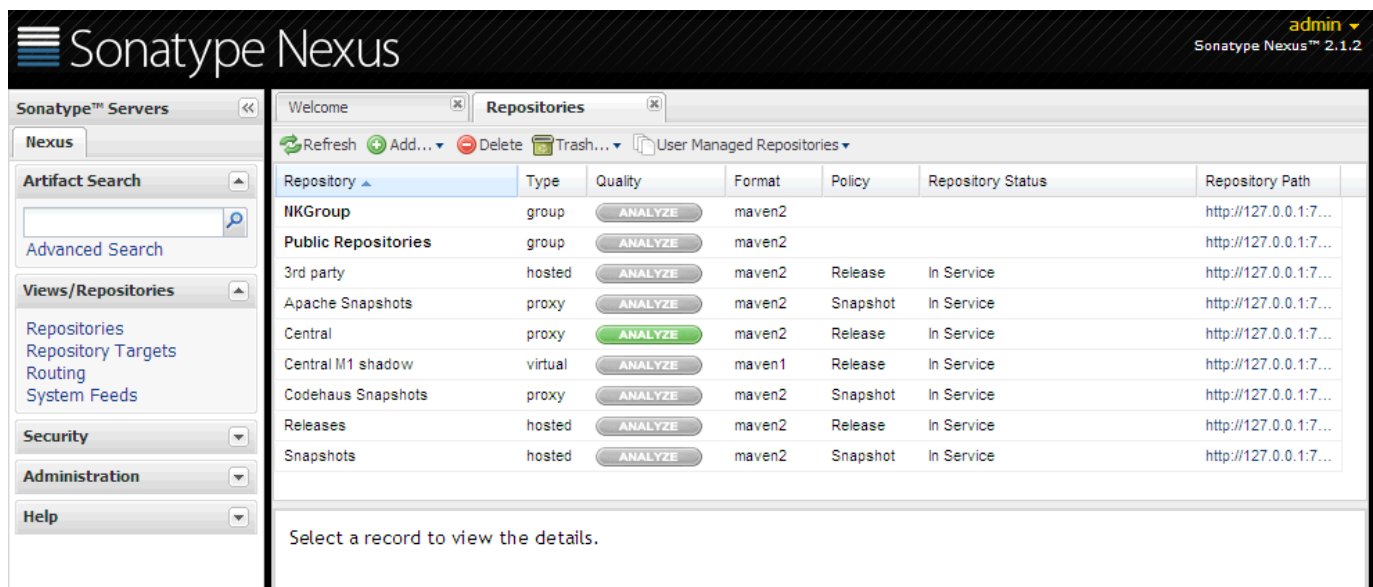 Sonatype Nexus
admin
Sonatype Nexus™ 2.1.2
Sonatype™ Servers
Nexus
Artifact Search
Advanced Search
Views/Repositories
Repositories
Repository Targets
Routing
System Feeds
Security
Administration
Help
Welcome Repositories
Refresh Add... Delete Trash... User Managed Repositories
Repository Type Quality Format Policy Repository Status Repository Path
NKGroup group ANALYZE maven2 http://127.0.0.1:7...
Public Repositories group ANALYZE maven2 http://127.0.0.1:7...
3rd party hosted ANALYZE maven2 Release In Service http://127.0.0.1:7...
Apache Snapshots proxy ANALYZE maven2 Snapshot In Service http://127.0.0.1:7...
Central proxy ANALYZE maven2 Release In Service http://127.0.0.1:7...
Central M1 shadow virtual ANALYZE maven1 Release In Service http://127.0.0.1:7...
Codehaus Snapshots proxy ANALYZE maven2 Snapshot In Service http://127.0.0.1:7...
Releases hosted ANALYZE maven2 Release In Service http://127.0.0.1:7...
Snapshots hosted ANALYZE maven2 Snapshot In Service http://127.0.0.1:7...
Select a record to view the details.